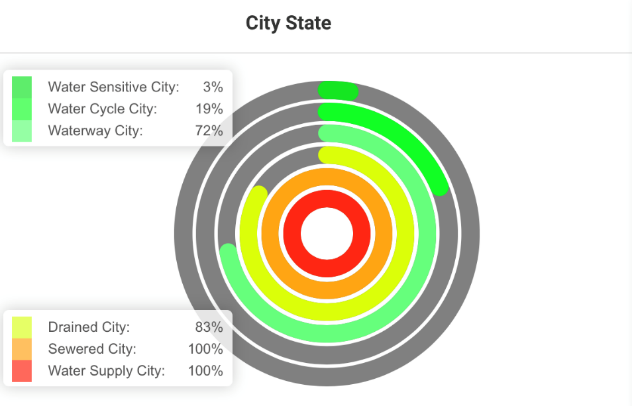 City State
Water Sensitive City: 3%
Water Cycle City: 19%
Waterway City: 72%
Drained City: 83%
Sewered City: 100%
Water Supply City: 100%